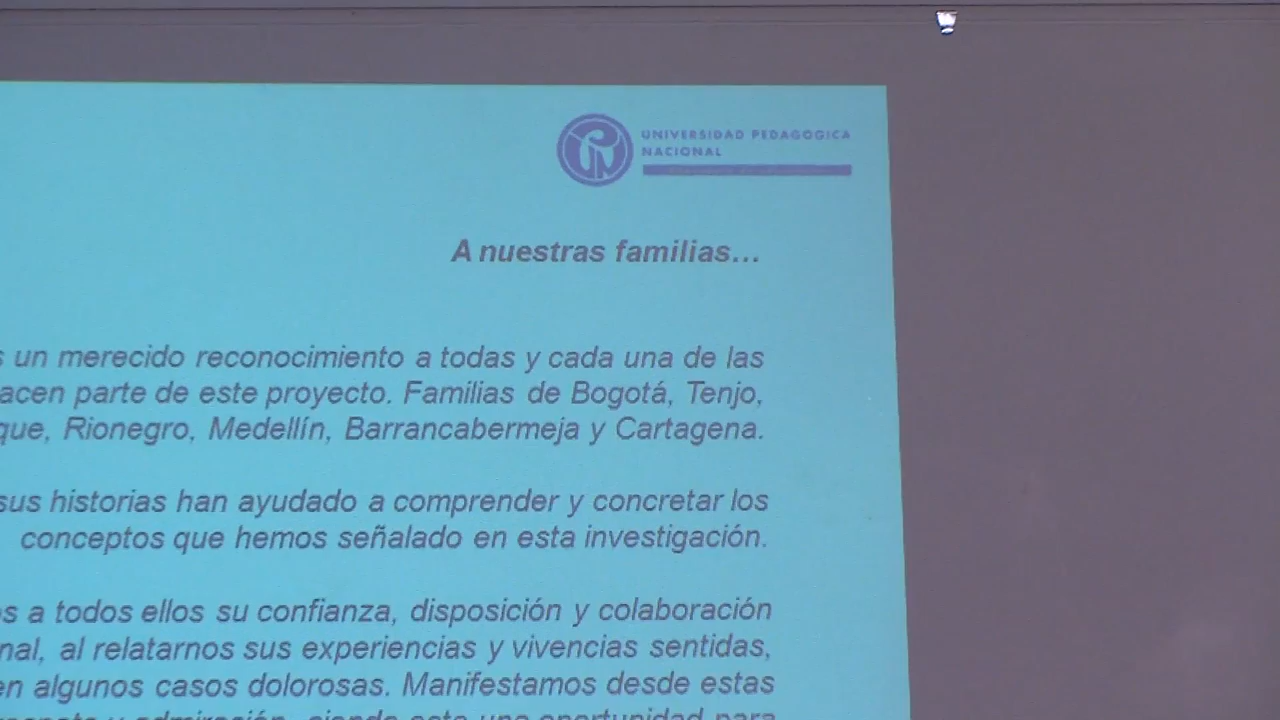 UNIVERSIDAD PEDAGOGICA
NACIONAL
A nuestras familias...
un merecido reconocimiento a todas y cada una de las
acen parte de este proyecto. Familias de Bogotá, Tenjo,
que, Rionegro, Medellín, Barrancabermeja y Cartagena.
sus historias han ayudado a comprender y concretar los
conceptos que hemos señalado en esta investigación.
s a todos ellos su confianza, disposición y colaboración
nal, al relatarnos sus experiencias y vivencias sentidas,
en algunos casos dolorosas. Manifestamos desde estas